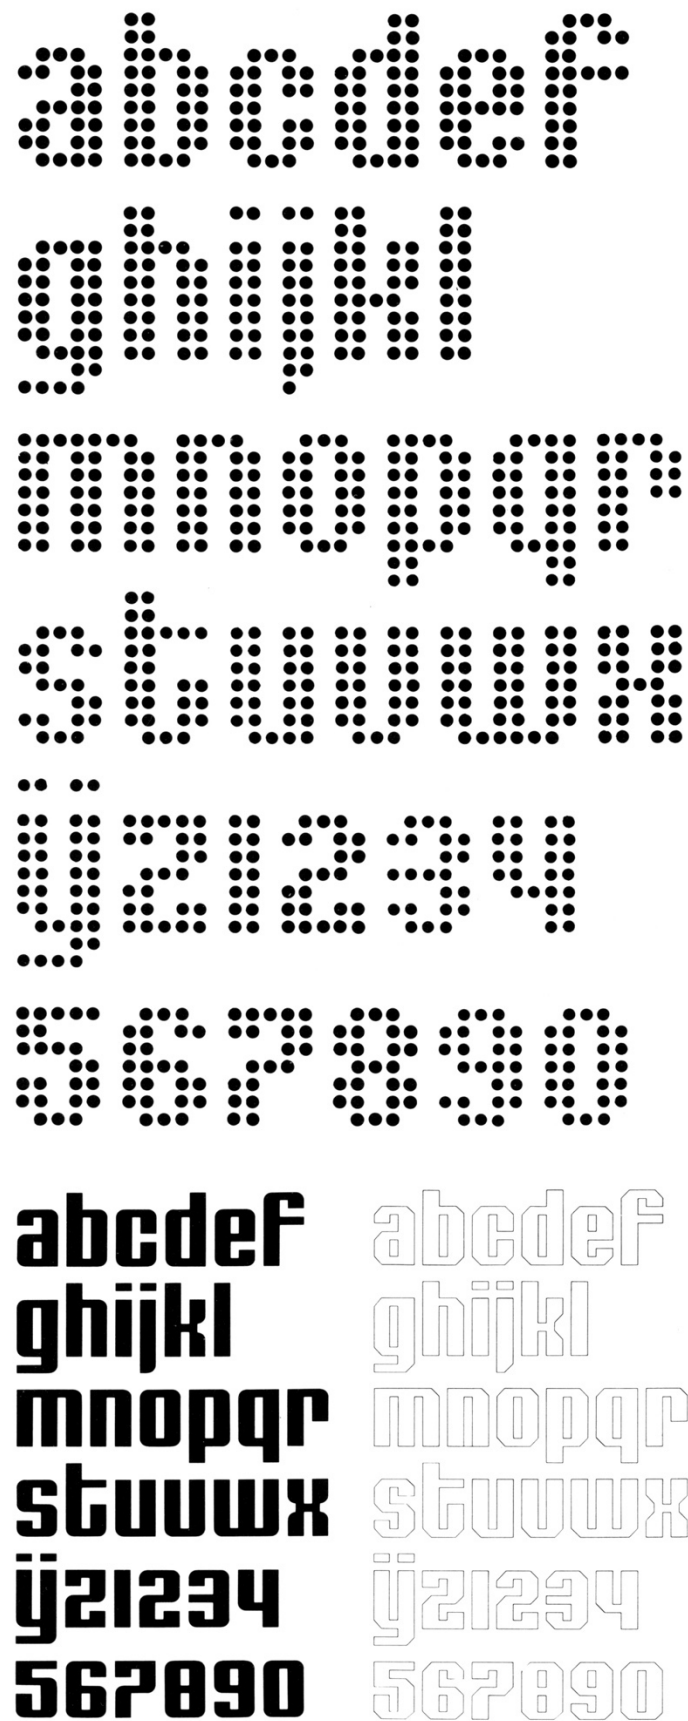 abcdef
ghijkl
mnopqr
stuvwx
ÿz1234
567890
abcdef
ghijkl
mnopqr
stuvwx
ÿz1234
567890
abcdef
ghijkl
mnopqr
stuvwx
ÿz1234
567890